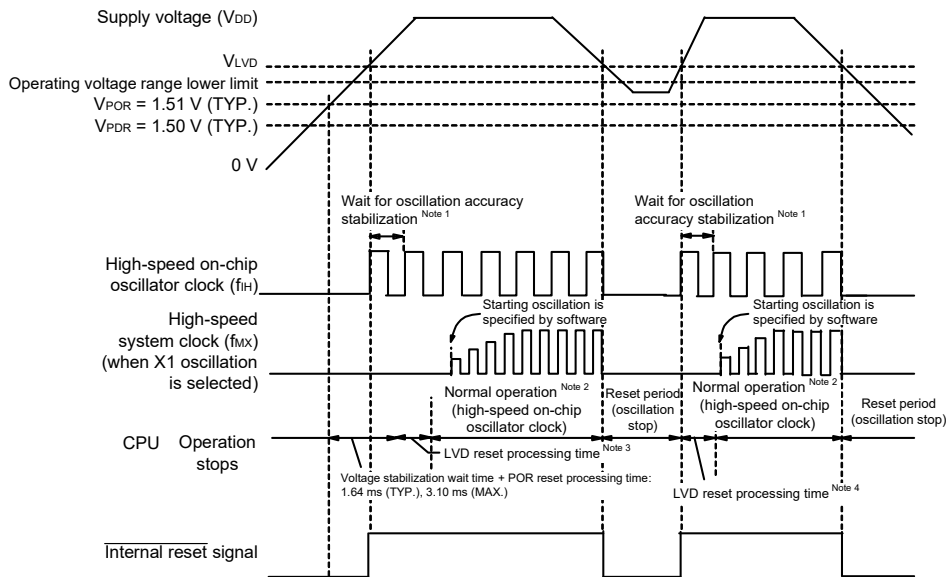 Supply voltage (VDD)
VLVD
Operating voltage range lower limit
VPOR = 1.51 V (TYP.)
VPDR = 1.50 V (TYP.)
0 V
Wait for oscillation accuracy
stabilization Note 1
Wait for oscillation
accuracy stabilization Note 1
High-speed on-chip
oscillator clock (fIH)
Starting oscillation is
specified by software
Starting oscillation is
specified by software
High-speed
system clock (fMX)
(when X1 oscillation
is selected)
Normal operation Note 2
(high-speed on-chip
oscillator clock)
Reset period
(oscillation
stop)
Normal operation Note 2
(high-speed on-chip
oscillator clock)
Reset period
(oscillation stop)
CPU Operation
stops
LVD reset processing time Note 3
Voltage stabilization wait time + POR reset processing time:
1.64 ms (TYP.), 3.10 ms (MAX.)
LVD reset processing time Note 4
Internal reset signal